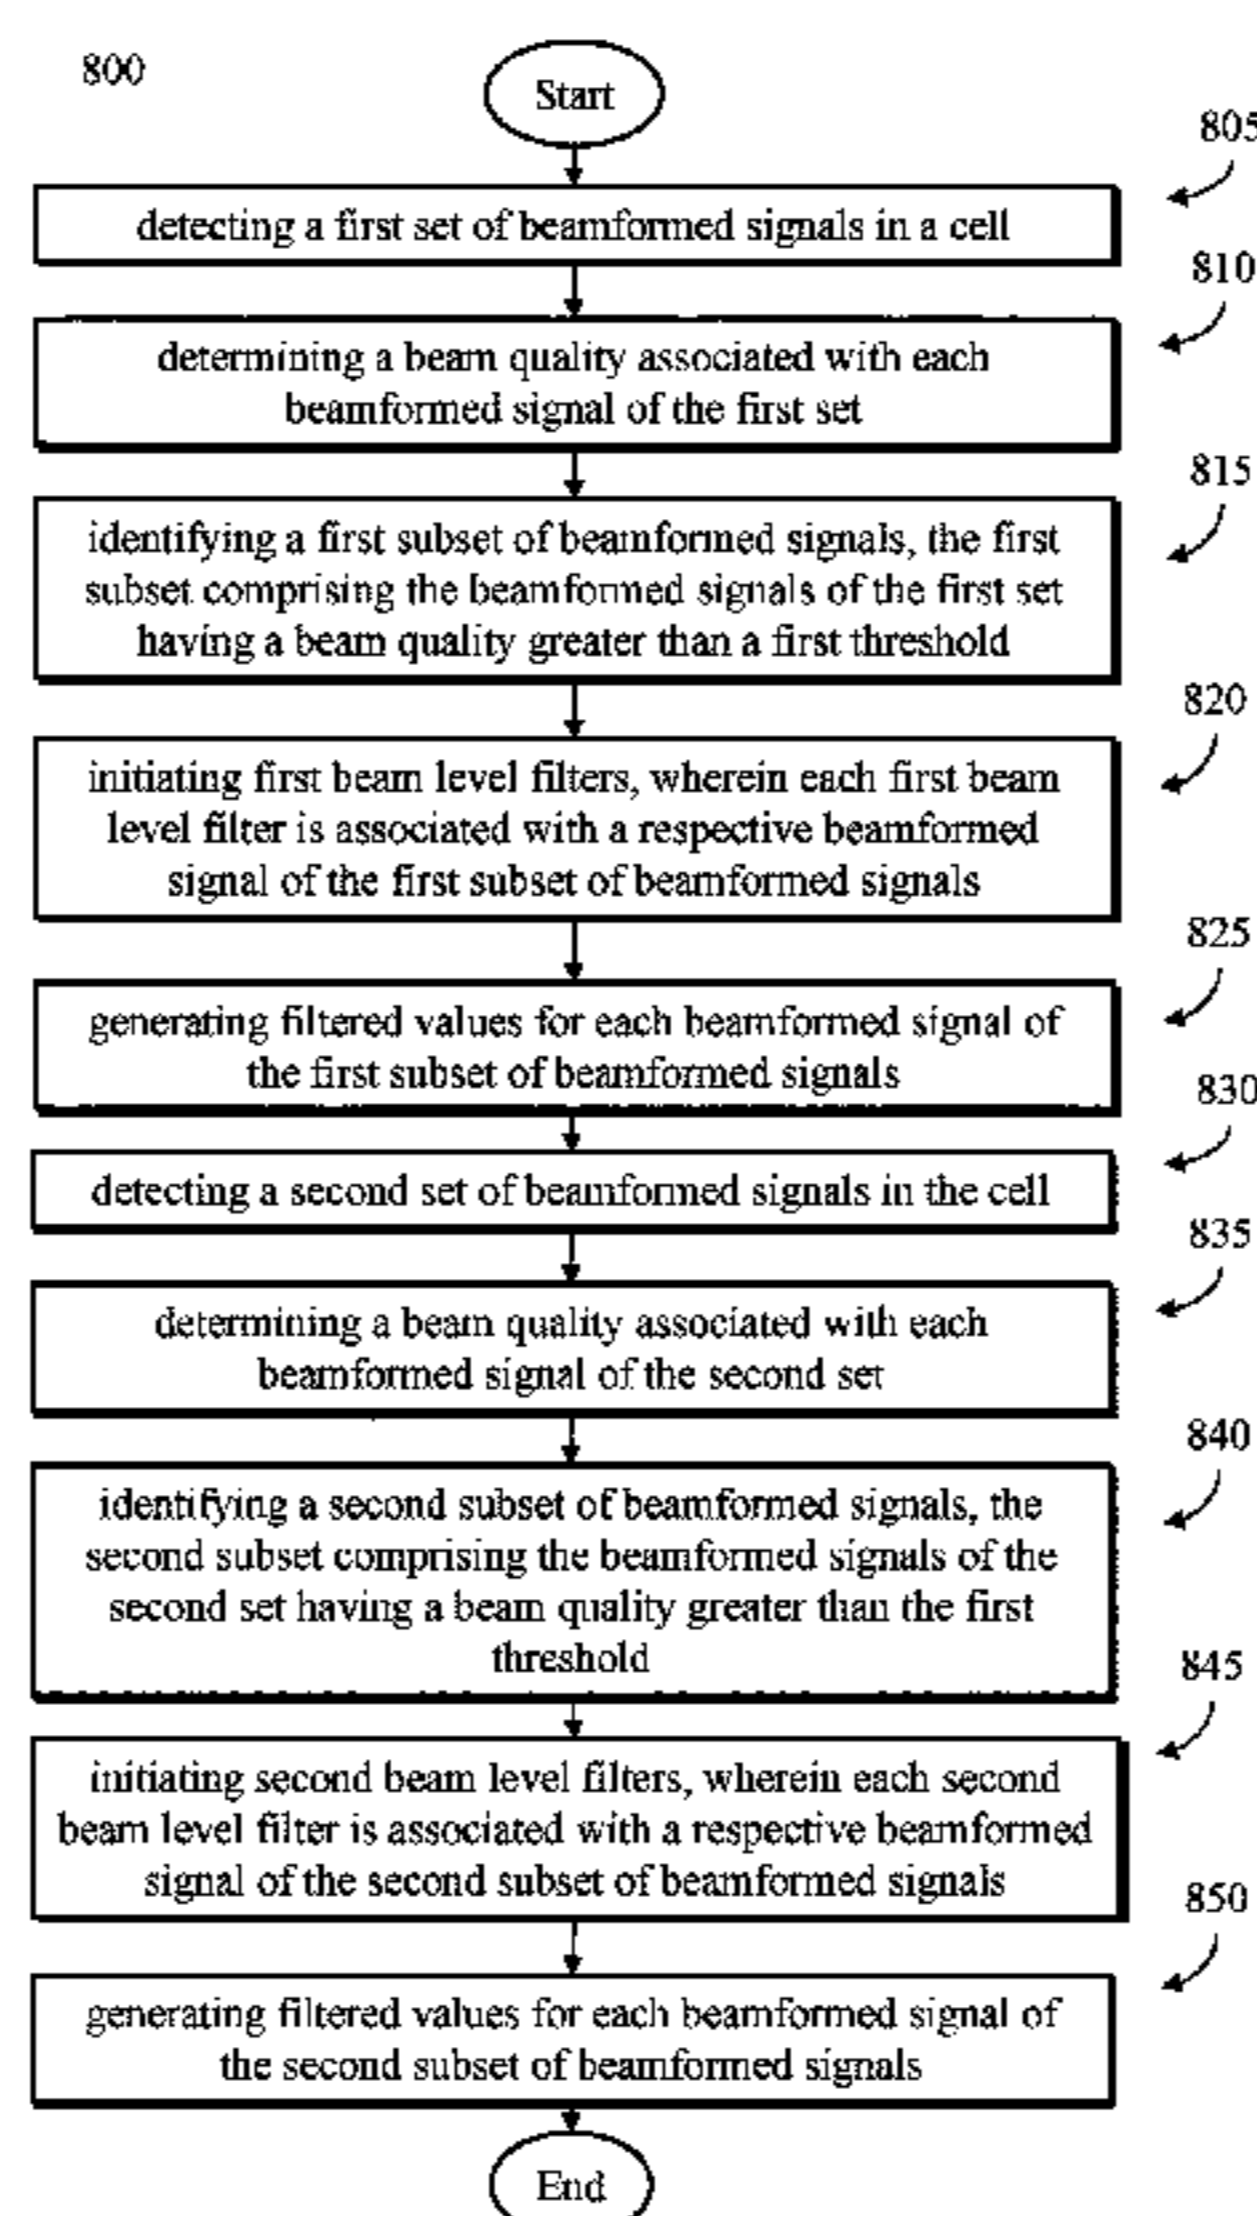 800
Start
805
detecting a first set of beamformed signals in a cell
810
determining a beam quality associated with each
beamformed signal of the first set
815
identifying a first subset of beamformed signals, the first
subset comprising the beamformed signals of the first set
having a beam quality greater than a first threshold
820
initiating first beam level filters, wherein each first beam
level filter is associated with a respective beamformed
signal of the first subset of beamformed signals
825
generating filtered values for each beamformed signal of
the first subset of beamformed signals
830
detecting a second set of beamformed signals in the cell
835
determining a beam quality associated with each
beamformed signal of the second set
840
identifying a second subset of beamformed signals, the
second subset comprising the beamformed signals of the
second set having a beam quality greater than the first
threshold
845
initiating second beam level filters, wherein each second
beam level filter is associated with a respective beamformed
signal of the second subset of beamformed signals
850
generating filtered values for each beamformed signal of
the second subset of beamformed signals
End